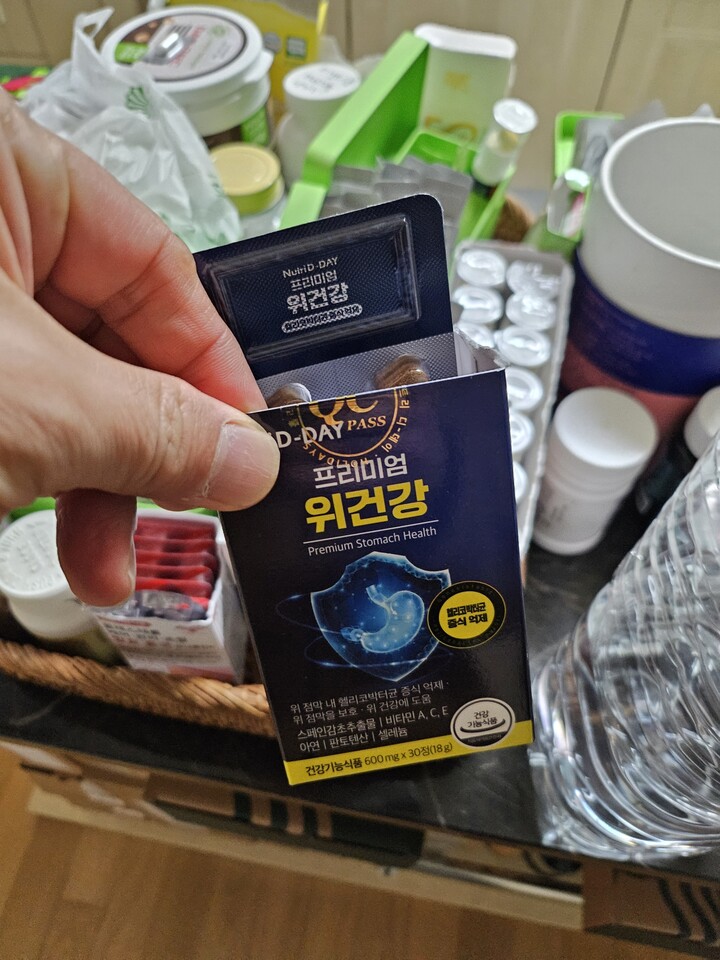 NutriD-DAY
프리미엄
위건강
D-DAY
QC
PASS
HOLIDAYS
프리미엄
위건강
Premium Stomach Health
헬리코박터균
증식 억제
위 점막 내 헬리코박터균 증식 억제·
위 점막을 보호·위 건강에 도움
스페인감초추출물 | 비타민 A, C, E
아연 | 판토텐산 | 셀레늄
건강
기능식품
건강기능식품 600 mg x 30정(18 g)